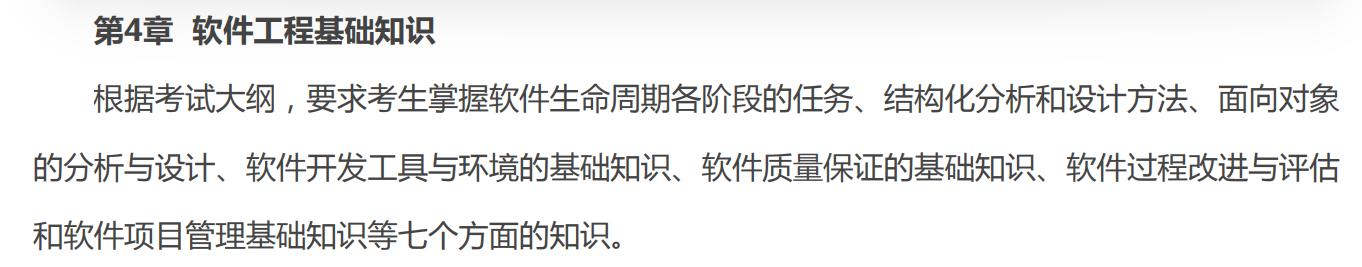 第4章 软件工程基础知识
根据考试大纲，要求考生掌握软件生命周期各阶段的任务、结构化分析和设计方法、面向对象
的分析与设计、软件开发工具与环境的基础知识、软件质量保证的基础知识、软件过程改进与评估
和软件项目管理基础知识等七个方面的知识。